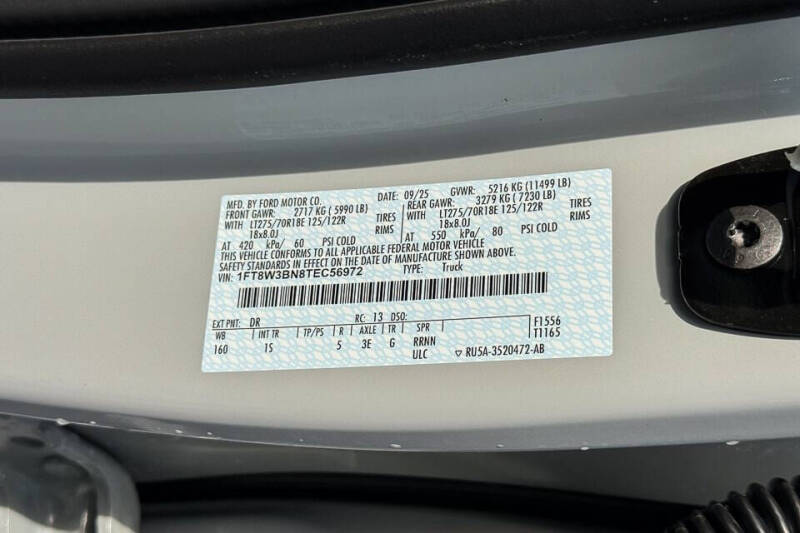 MFD. BY FORD MOTOR CO. DATE: 09/25 GVWR: 5216 KG (11499 LB)
FRONT GAWR: 2717 KG ( 5990 LB) REAR GAWR: 3279 KG ( 7230 LB)
WITH LT275/70R18E 125/122R TIRES WITH LT275/70R18E 125/122R TIRES
18x8.0J RIMS 18x8.0J RIMS
AT 420 kPa/ 60 PSI COLD AT 550 kPa/ 80 PSI COLD
THIS VEHICLE CONFORMS TO ALL APPLICABLE FEDERAL MOTOR VEHICLE
SAFETY STANDARDS IN EFFECT ON THE DATE OF MANUFACTURE SHOWN ABOVE.
VIN: 1FT8W3BN8TEC56972 TYPE: Truck
EXT PNT: DR RC: 13 DSO: F1556
WB INT TR TP/PS R AXLE TR SPR T1165
160 1S 5 3E G RRNN
ULC ▽ RU5A-3520472-AB